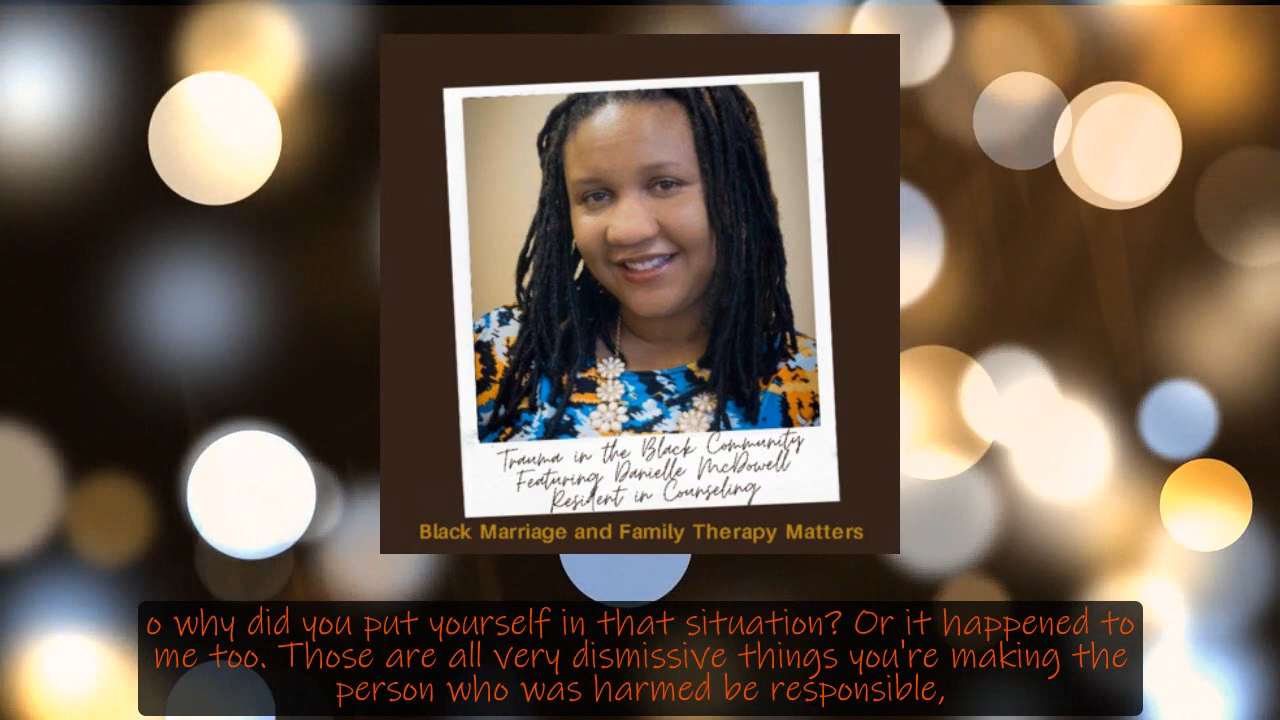 Trauma in the Black Community
Featuring Danielle McDowell
Resident in Counseling
Black Marriage and Family Therapy Matters
o why did you put yourself in that situation? Or it happened to
me too. Those are all very dismissive things you're making the
person who was harmed be responsible,